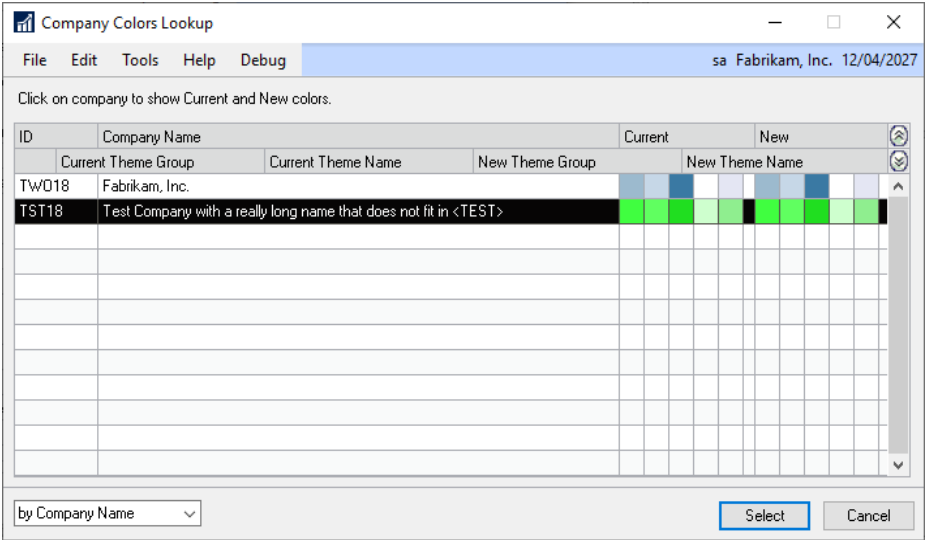 Company Colors Lookup
File Edit Tools Help Debug sa Fabrikam, Inc. 12/04/2027
Click on company to show Current and New colors.
ID Company Name Current New
Current Theme Group Current Theme Name New Theme Group New Theme Name
TWO18 Fabrikam, Inc.
TST18 Test Company with a really long name that does not fit in <TEST>
by Company Name Select Cancel